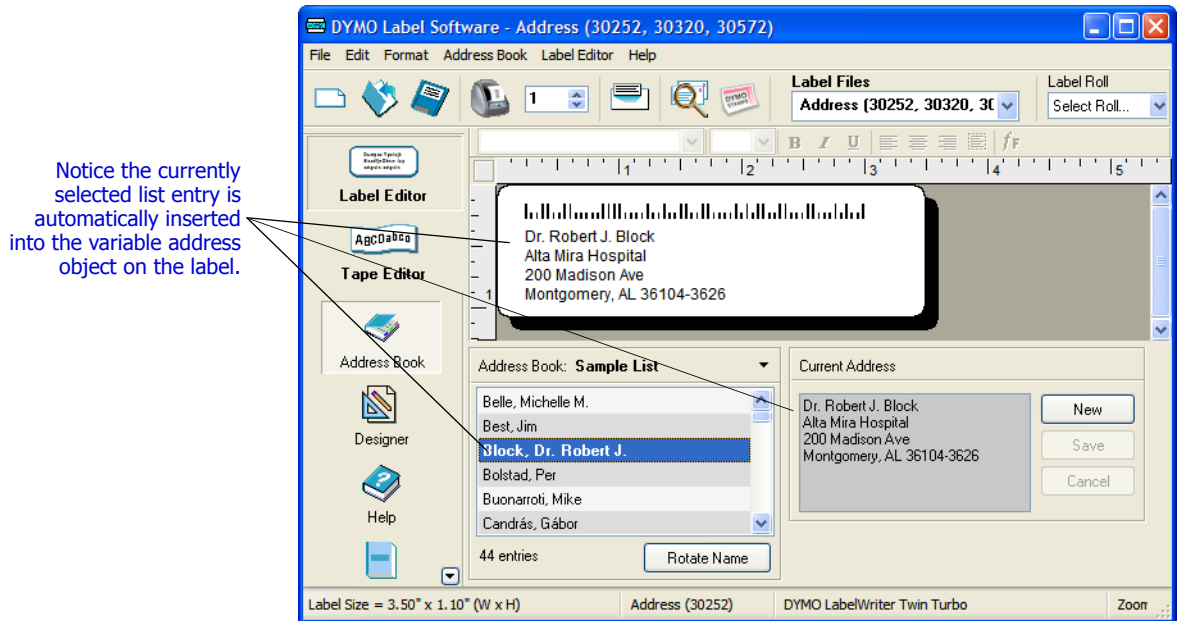 DYMO Label Software - Address (30252, 30320, 30572)
File Edit Format Address Book Label Editor Help
1
DYMO
STAMPS
Label Files
Address (30252, 30320, 3
Label Roll
Select Roll...
B I U
Label Editor
ABCDabcd
Tape Editor
Address Book
Designer
Help
Notice the currently
selected list entry is
automatically inserted
into the variable address
object on the label.
1 2 3 4 5
1
Dr. Robert J. Block
Alta Mira Hospital
200 Madison Ave
Montgomery, AL 36104-3626
Address Book: Sample List
Belle, Michelle M.
Best, Jim
Block, Dr. Robert J.
Bolstad, Per
Buonarroti, Mike
Candrás, Gábor
44 entries
Rotate Name
Current Address
Dr. Robert J. Block
Alta Mira Hospital
200 Madison Ave
Montgomery, AL 36104-3626
New
Save
Cancel
Label Size = 3.50" x 1.10" (W x H)
Address (30252)
DYMO LabelWriter Twin Turbo
Zoom